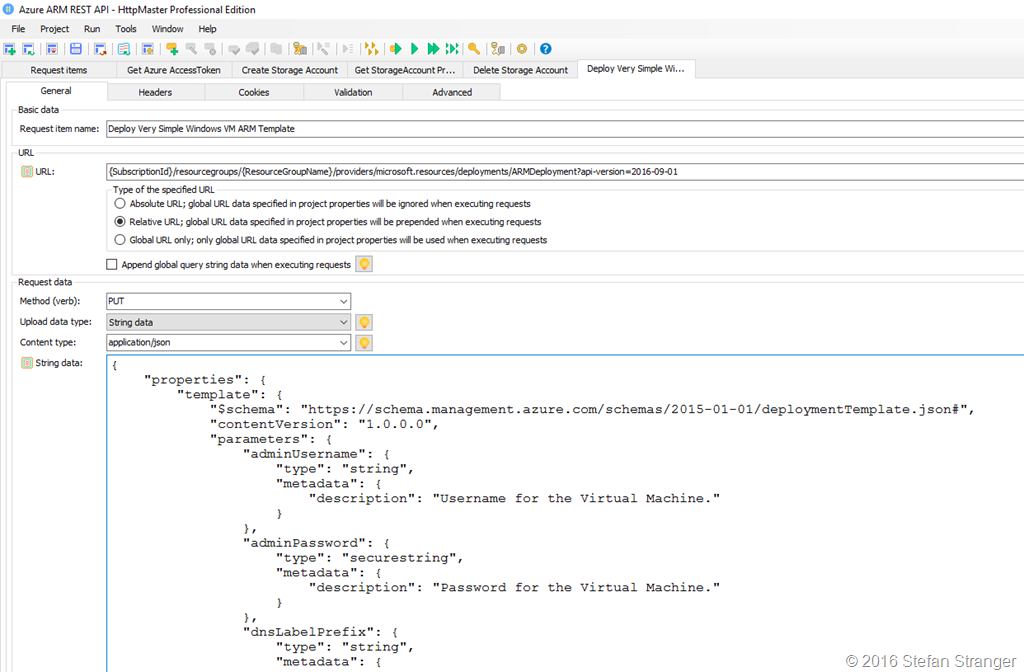 Azure ARM REST API - HttpMaster Professional Edition
File Project Run Tools Window Help
Request items Get Azure AccessToken Create Storage Account Get StorageAccount Pr... Delete Storage Account Deploy Very Simple Wi...
General Headers Cookies Validation Advanced
Basic data
Request item name: Deploy Very Simple Windows VM ARM Template
URL
URL: {SubscriptionId}/resourcegroups/{ResourceGroupName}/providers/microsoft.resources/deployments/ARMDeployment?api-version=2016-09-01
Type of the specified URL
Absolute URL; global URL data specified in project properties will be ignored when executing requests
Relative URL; global URL data specified in project properties will be prepended when executing requests
Global URL only; only global URL data specified in project properties will be used when executing requests
Append global query string data when executing requests
Request data
Method (verb): PUT
Upload data type: String data
Content type: application/json
String data: {
"properties": {
"template": {
"$schema": "https://schema.management.azure.com/schemas/2015-01-01/deploymentTemplate.json#",
"contentVersion": "1.0.0.0",
"parameters": {
"adminUsername": {
"type": "string",
"metadata": {
"description": "Username for the Virtual Machine."
}
},
"adminPassword": {
"type": "securestring",
"metadata": {
"description": "Password for the Virtual Machine."
}
},
"dnsLabelPrefix": {
"type": "string",
"metadata": {
© 2016 Stefan Stranger